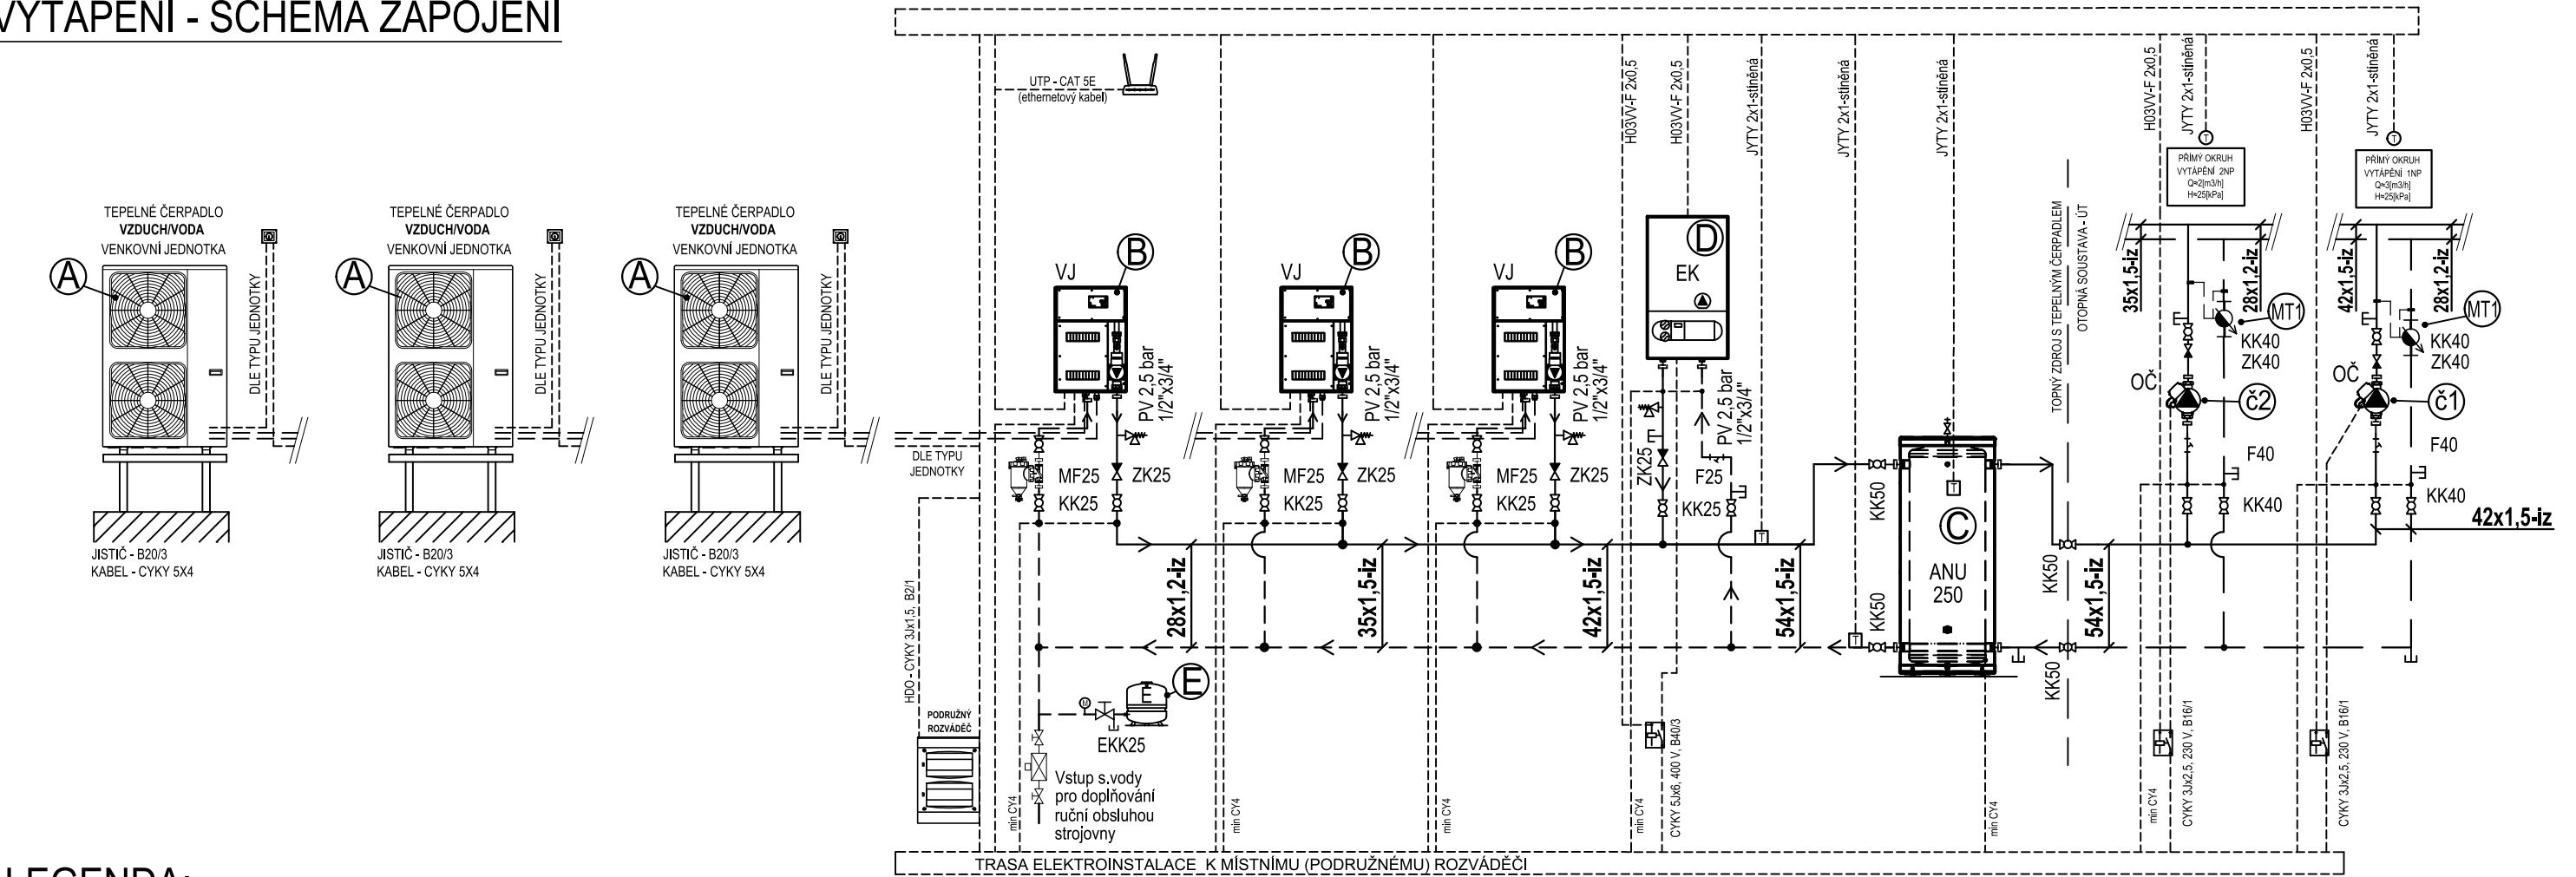 VYTÁPĚNÍ - SCHÉMA ZAPOJENÍ
UTP - CAT 5E
(ethernetový kabel)
H03VV-F 2x0,5
H03VV-F 2x0,5
JYTY 2x1-stíněná
JYTY 2x1-stíněná
JYTY 2x1-stíněná
H03VV-F 2x0,5
JYTY 2x1-stíněná
H03VV-F 2x0,5
JYTY 2x1-stíněná
T
T
PŘÍMÝ OKRUH
VYTÁPĚNÍ 2NP
Q=2[m3/h]
H=25[kPa]
PŘÍMÝ OKRUH
VYTÁPĚNÍ 1NP
Q=3[m3/h]
H=25[kPa]
TEPELNÉ ČERPADLO
VZDUCH/VODA
VENKOVNÍ JEDNOTKA
A
DLE TYPU JEDNOTKY
JISTIČ - B20/3
KABEL - CYKY 5X4
TEPELNÉ ČERPADLO
VZDUCH/VODA
VENKOVNÍ JEDNOTKA
A
DLE TYPU JEDNOTKY
JISTIČ - B20/3
KABEL - CYKY 5X4
TEPELNÉ ČERPADLO
VZDUCH/VODA
VENKOVNÍ JEDNOTKA
A
DLE TYPU JEDNOTKY
JISTIČ - B20/3
KABEL - CYKY 5X4
DLE TYPU
JEDNOTKY
VJ
B
PV 2,5 bar
1/2"x3/4"
MF25
ZK25
KK25
VJ
B
PV 2,5 bar
1/2"x3/4"
MF25
ZK25
KK25
VJ
B
PV 2,5 bar
1/2"x3/4"
MF25
ZK25
KK25
D
EK
PV 2,5 bar
1/2"x3/4"
ZK25
F25
KK25
T
T
28x1,2-iz
35x1,5-iz
42x1,5-iz
54x1,5-iz
KK50
KK50
T
C
ANU
250
KK50
KK50
TOPNÝ ZDROJ S TEPELNÝM ČERPADLEM
OTOPNÁ SOUSTAVA - ÚT
54x1,5-iz
35x1,5-iz
28x1,2-iz
MT1
KK40
ZK40
OČ
Č2
F40
KK40
42x1,5-iz
28x1,2-iz
MT1
KK40
ZK40
OČ
Č1
F40
KK40
42x1,5-iz
HDO - CYKY 3Jx1,5, B2/1
PODRUŽNÝ
ROZVÁDĚČ
M
E
E
EKK25
Vstup s.vody
pro doplňování
ruční obsluhou
strojovny
min CY4
min CY4
min CY4
min CY4
CYKY 5Jx6, 400 V, B40/3
min CY4
min CY4
CYKY 3Jx2,5, 230 V, B16/1
CYKY 3Jx2,5, 230 V, B16/1
TRASA ELEKTROINSTALACE K MÍSTNÍMU (PODRUŽNÉMU) ROZVÁDĚČI
LEGENDA: